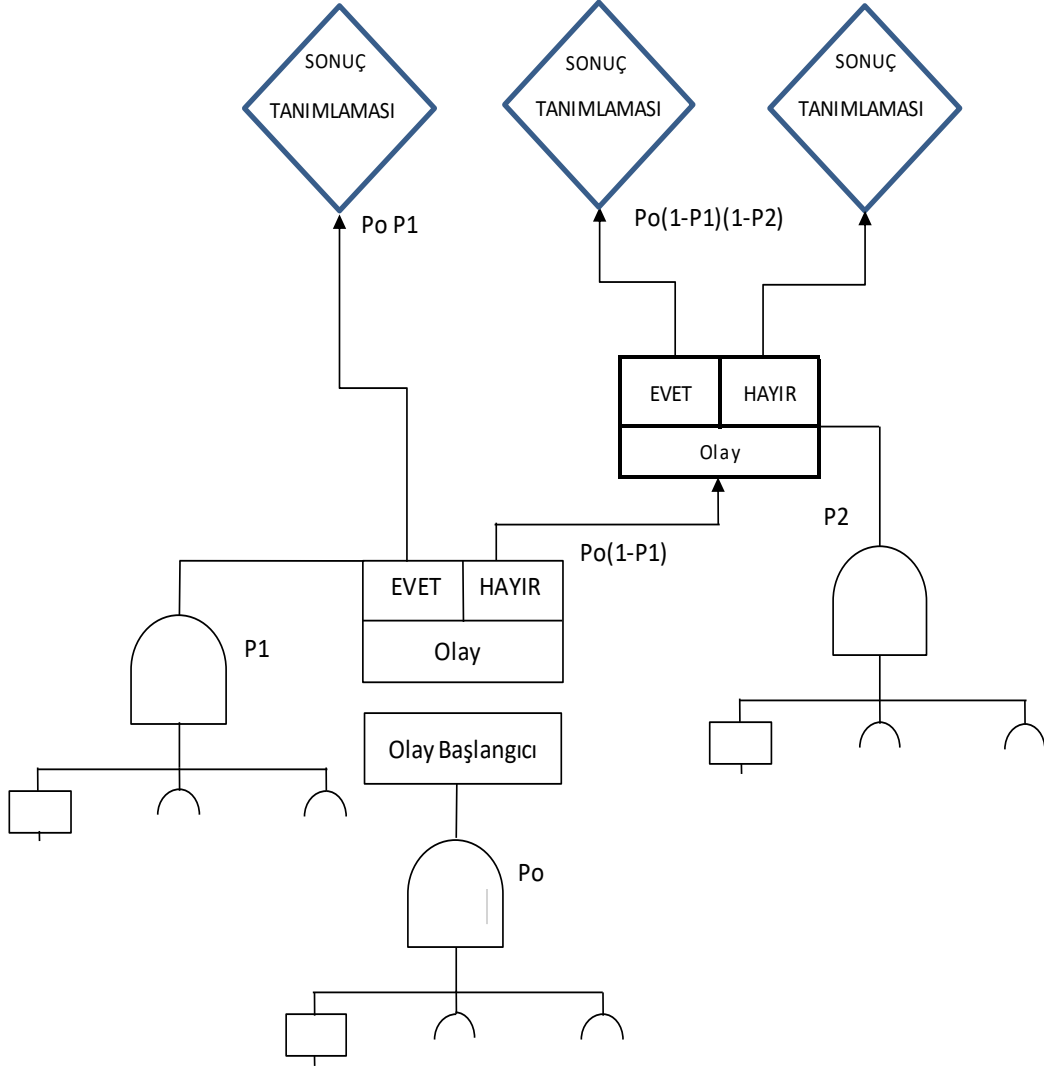 SONUÇ
TANIMLAMASI
SONUÇ
TANIMLAMASI
SONUÇ
TANIMLAMASI
Po P1
Po(1-P1)(1-P2)
EVET
HAYIR
Olay
P2
Po(1-P1)
EVET
HAYIR
P1
Olay
Olay Başlangıcı
Po